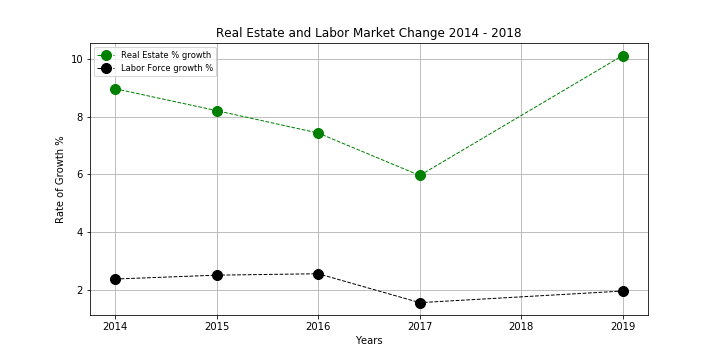 Real Estate and Labor Market Change 2014 - 2018
Real Estate % growth
Labor Force growth %
Rate of Growth %
10
8
6
4
2
2014 2015 2016 2017 2018 2019
Years